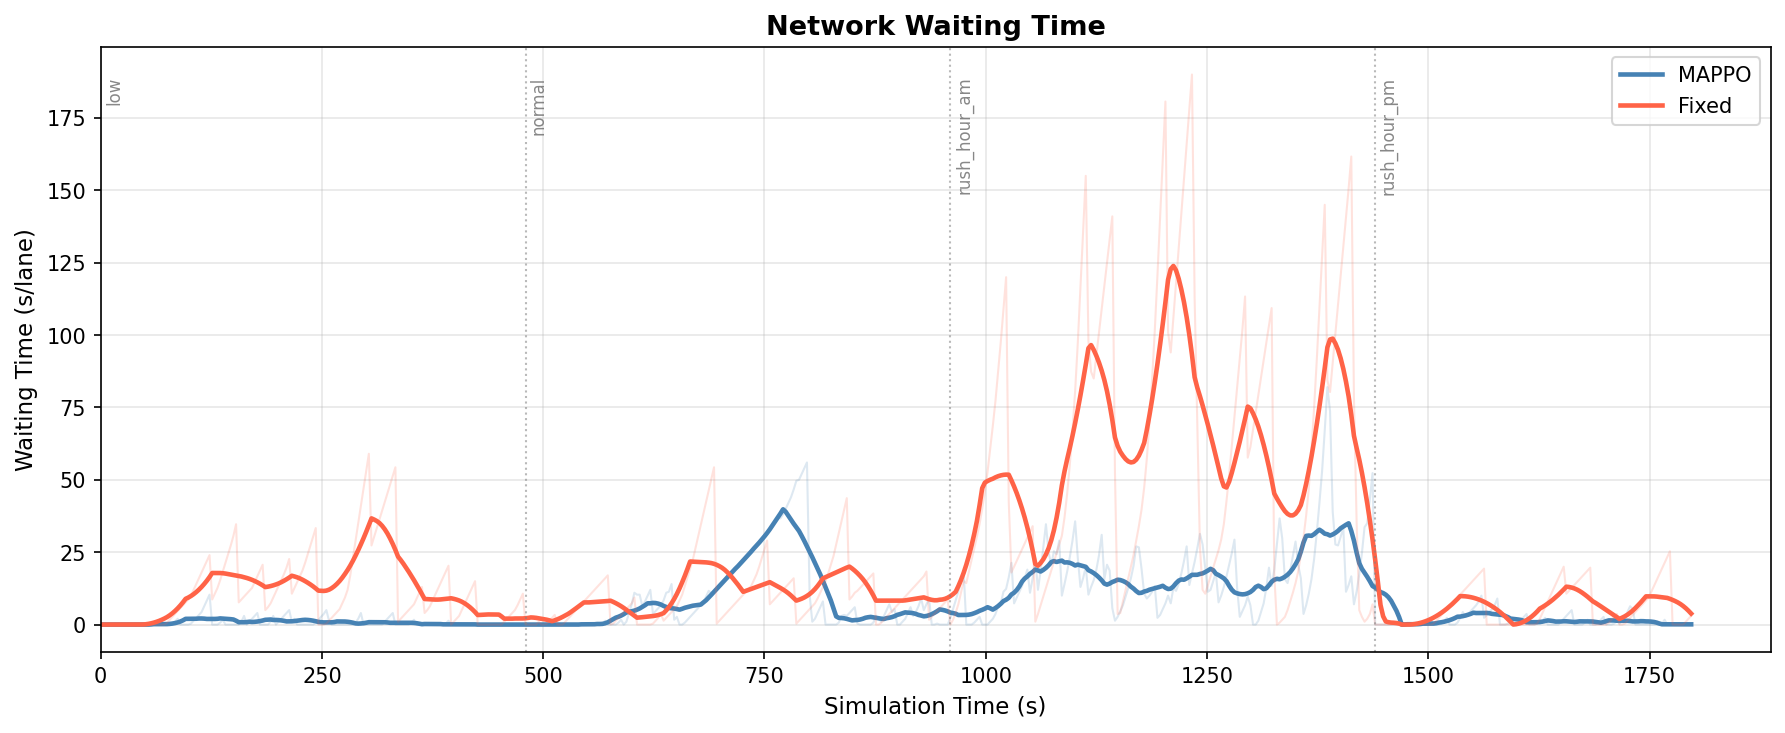 Network Waiting Time
low
normal
rush_hour_am
rush_hour_pm
MAPPO
Fixed
Waiting Time (s/lane)
175
150
125
100
75
50
25
0
0
250
500
750
1000
1250
1500
1750
Simulation Time (s)